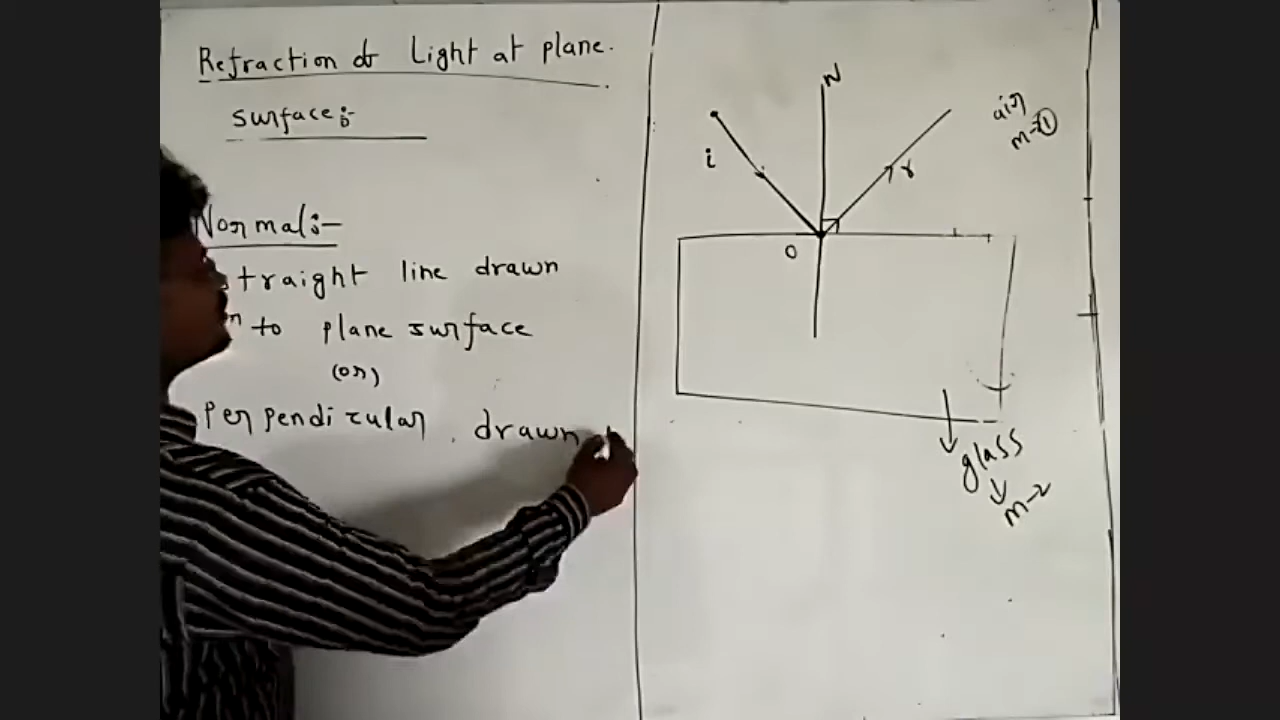 Refraction of Light at plane.
surface:-
Normal:-
straight line drawn
to plane surface
(or)
Perpendicular drawn
N
i
r
O
air
m-①
glass
m-2